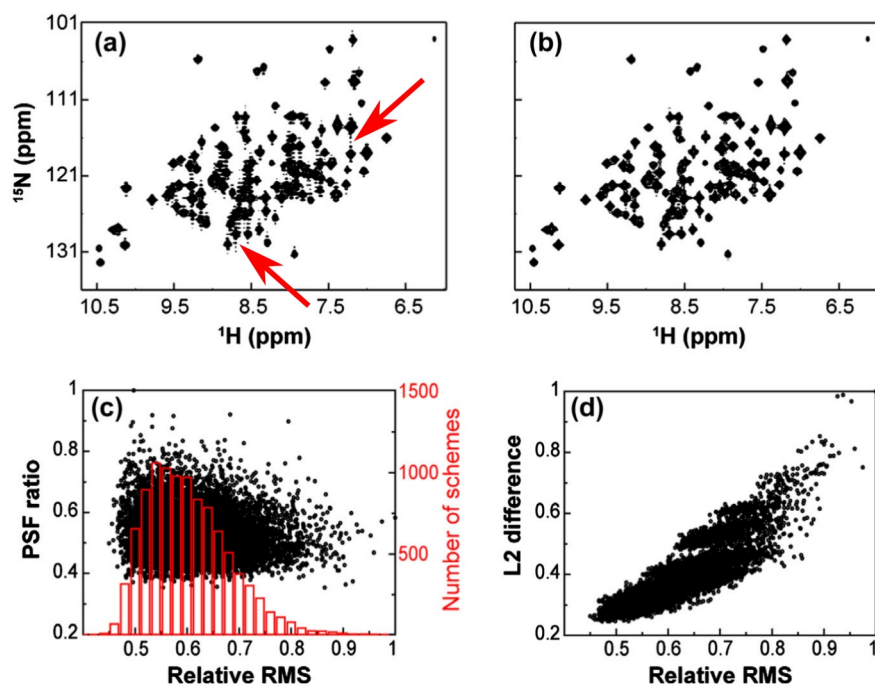 (a)
(b)
101
111
121
131
¹⁵N (ppm)
10.5 9.5 8.5 7.5 6.5
¹H (ppm)
10.5 9.5 8.5 7.5 6.5
¹H (ppm)
(c)
1
0.8
0.6
0.4
0.2
PSF ratio
1500
1000
500
Number of schemes
0.5 0.6 0.7 0.8 0.9 1
Relative RMS
(d)
1
0.8
0.6
0.4
0.2
L2 difference
0.5 0.6 0.7 0.8 0.9 1
Relative RMS